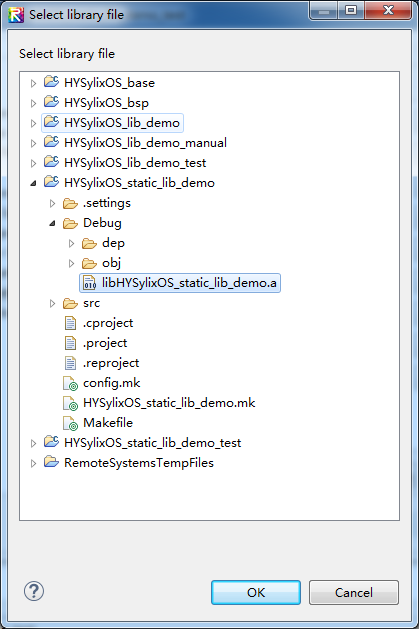 Select library file
Select library file
HYSylixOS_base
HYSylixOS_bsp
HYSylixOS_lib_demo
HYSylixOS_lib_demo_manual
HYSylixOS_lib_demo_test
HYSylixOS_static_lib_demo
.settings
Debug
dep
obj
libHYSylixOS_static_lib_demo.a
src
.cproject
.project
.reproject
config.mk
HYSylixOS_static_lib_demo.mk
Makefile
HYSylixOS_static_lib_demo_test
RemoteSystemsTempFiles
OK Cancel